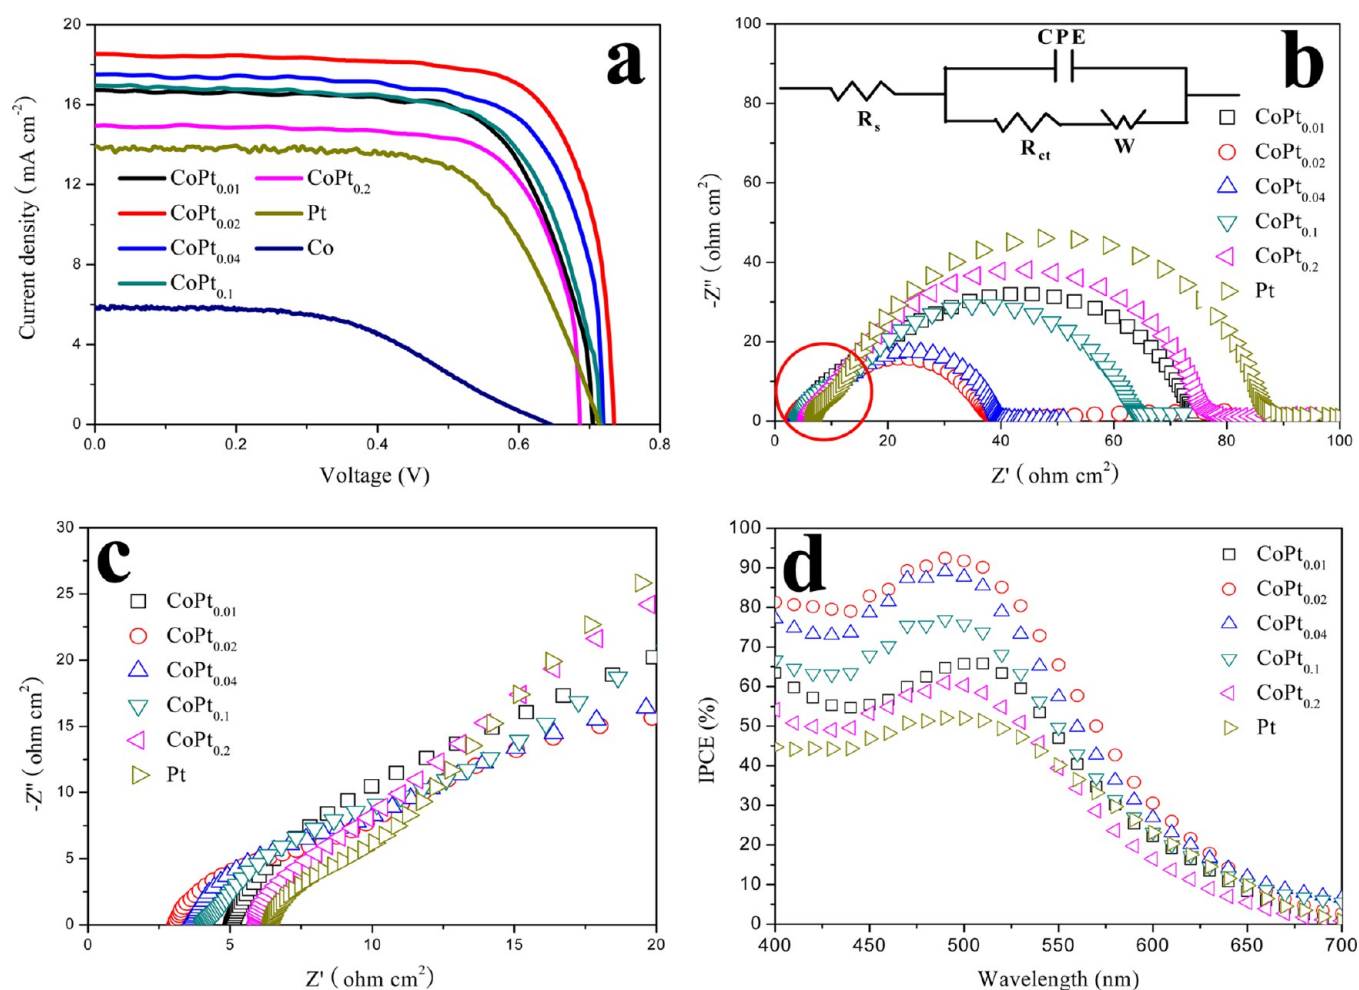 a
20
16
12
8
4
0
0.0 0.2 0.4 0.6 0.8
Current density ( mA cm⁻²)
Voltage (V)
CoPt0.01 CoPt0.2
CoPt0.02 Pt
CoPt0.04 Co
CoPt0.1
b
100
80
60
40
20
0
0 20 40 60 80 100
-Z" ( ohm cm²)
Z' ( ohm cm²)
CPE
Rs
Rct W
CoPt0.01
CoPt0.02
CoPt0.04
CoPt0.1
CoPt0.2
Pt
c
30
25
20
15
10
5
0
0 5 10 15 20
-Z" ( ohm cm²)
Z' ( ohm cm²)
CoPt0.01
CoPt0.02
CoPt0.04
CoPt0.1
CoPt0.2
Pt
d
100
90
80
70
60
50
40
30
20
10
0
400 450 500 550 600 650 700
IPCE (%)
Wavelength (nm)
CoPt0.01
CoPt0.02
CoPt0.04
CoPt0.1
CoPt0.2
Pt